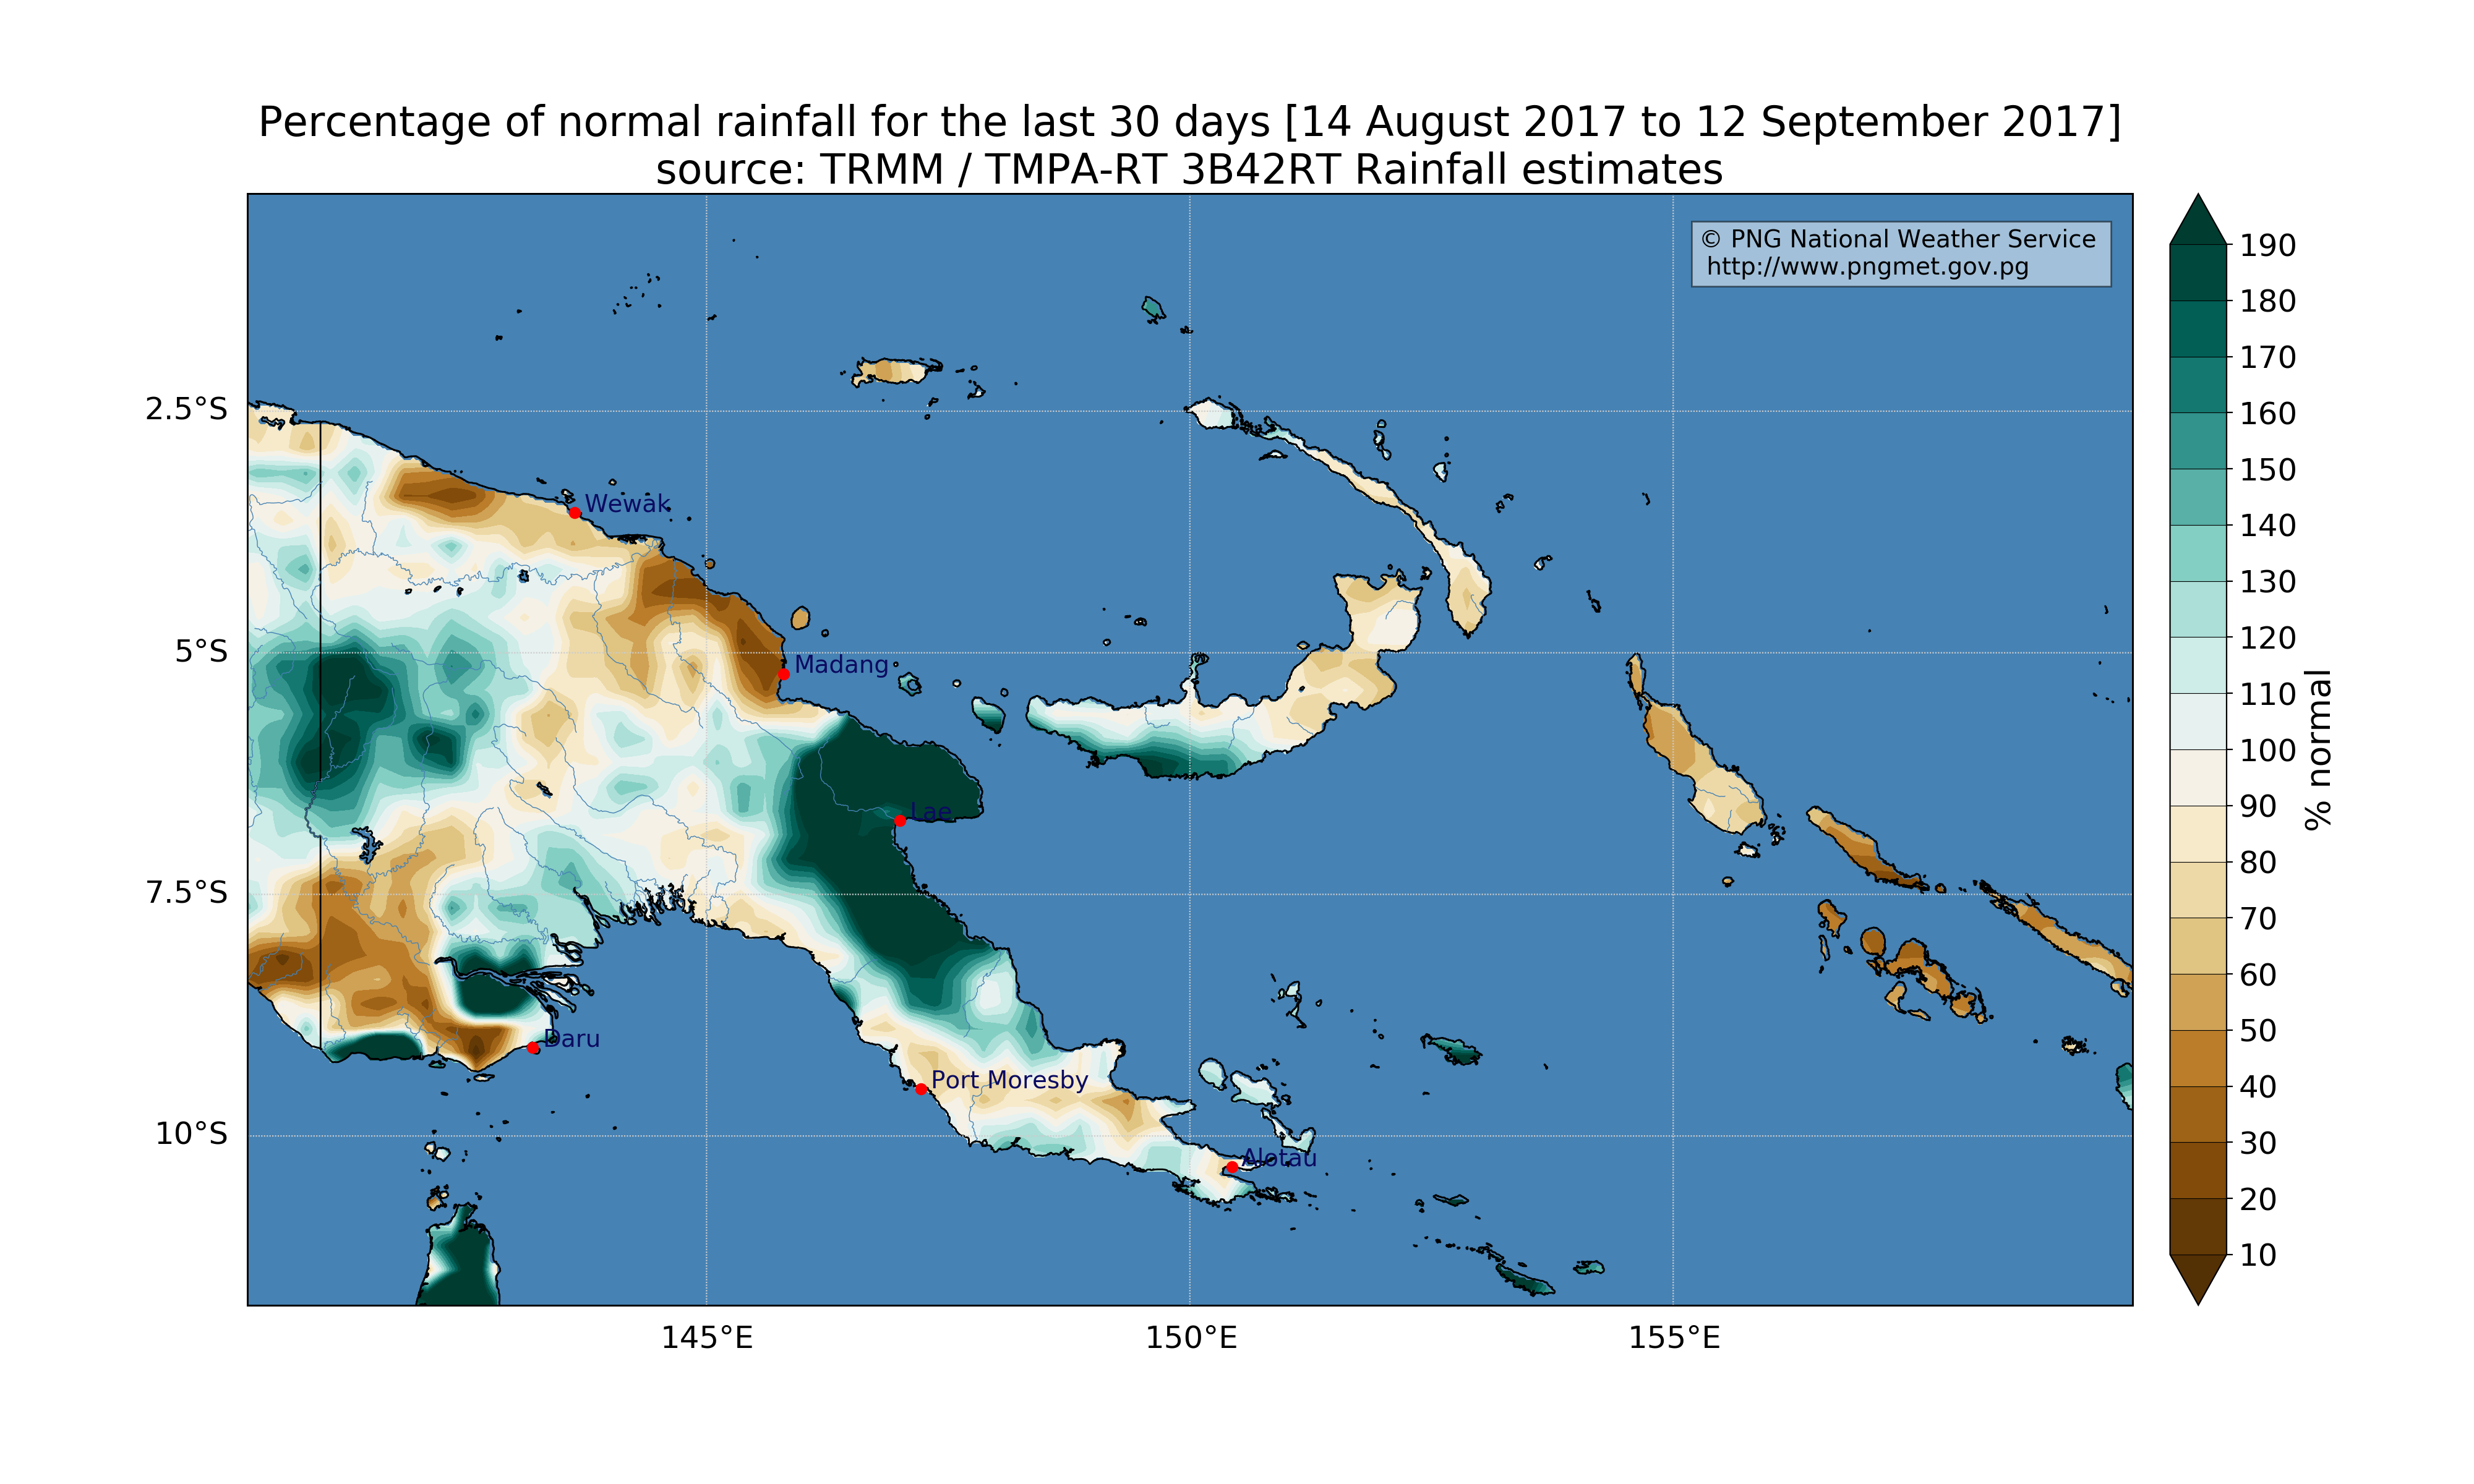 Percentage of normal rainfall for the last 30 days [14 August 2017 to 12 September 2017]
source: TRMM / TMPA-RT 3B42RT Rainfall estimates
© PNG National Weather Service
http://www.pngmet.gov.pg
2.5°S
5°S
7.5°S
10°S
Wewak
Madang
Lae
Daru
Port Moresby
Alotau
145°E
150°E
155°E
190
180
170
160
150
140
130
120
110
100
90
80
70
60
50
40
30
20
10
% normal